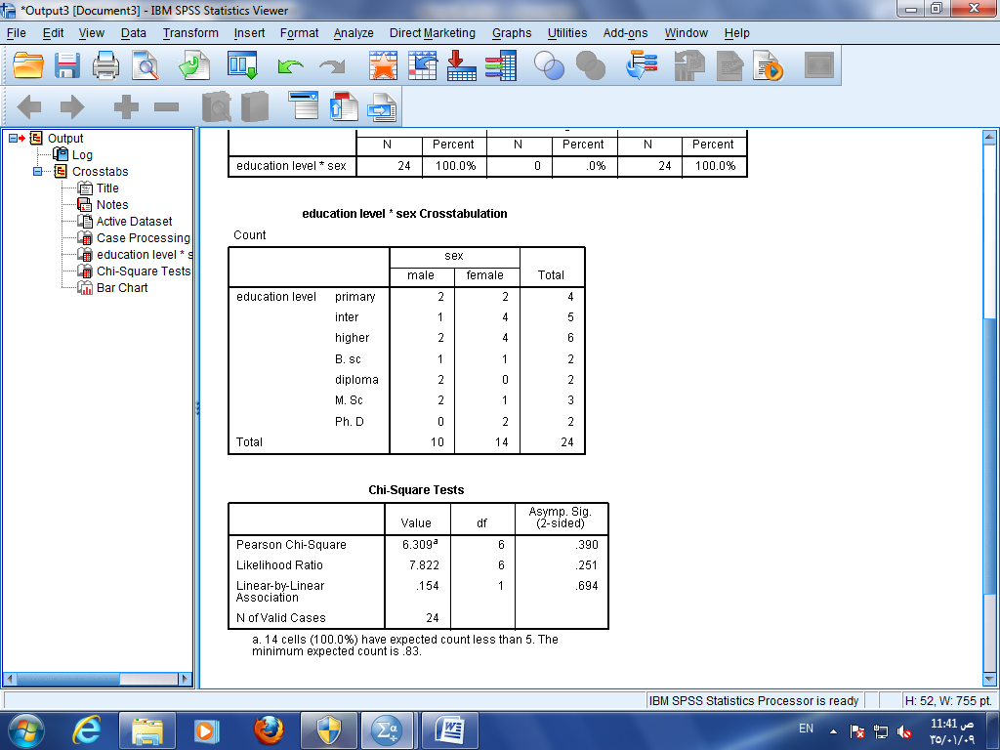 *Output3 [Document3] - IBM SPSS Statistics Viewer
File Edit View Data Transform Insert Format Analyze Direct Marketing Graphs Utilities Add-ons Window Help
Output
Log
Crosstabs
Title
Notes
Active Dataset
Case Processing
education level * s
Chi-Square Tests
Bar Chart
N Percent N Percent N Percent
education level * sex 24 100.0% 0 .0% 24 100.0%
education level * sex Crosstabulation
Count
sex
male female Total
education level primary 2 2 4
inter 1 4 5
higher 2 4 6
B. sc 1 1 2
diploma 2 0 2
M. Sc 2 1 3
Ph. D 0 2 2
Total 10 14 24
Chi-Square Tests
Value df Asymp. Sig.
(2-sided)
Pearson Chi-Square 6.309a 6 .390
Likelihood Ratio 7.822 6 .251
Linear-by-Linear
Association .154 1 .694
N of Valid Cases 24
a. 14 cells (100.0%) have expected count less than 5. The
minimum expected count is .83.
IBM SPSS Statistics Processor is ready H: 52, W: 755 pt.
EN 11:41 ص
٣٥/٠١/٠٩